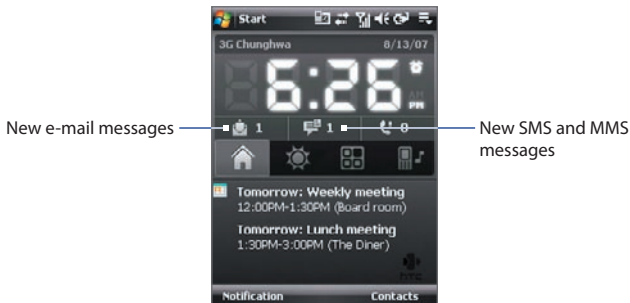 Start
3G Chunghwa 8/13/07
6:26
AM
PM
New e-mail messages
1 1 0
New SMS and MMS
messages
Tomorrow: Weekly meeting
12:00PM-1:30PM (Board room)
Tomorrow: Lunch meeting
1:30PM-3:00PM (The Diner)
hTC
Notification Contacts